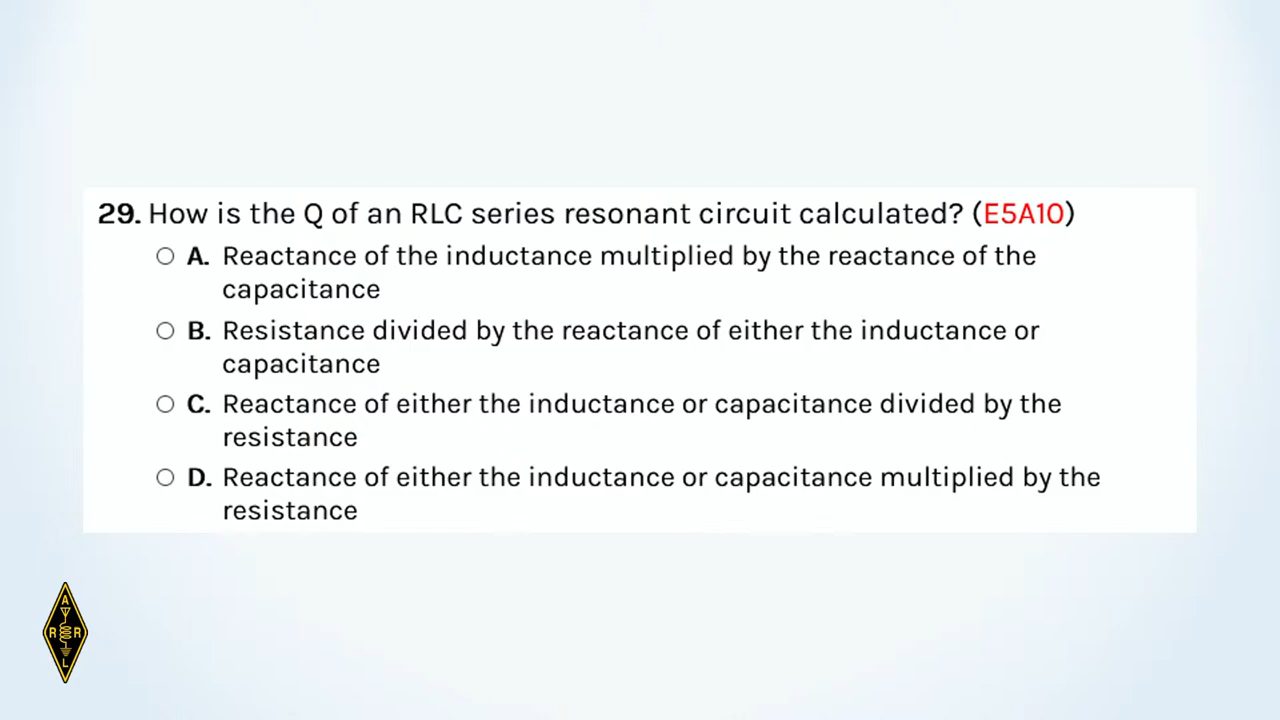 29. How is the Q of an RLC series resonant circuit calculated? (E5A10)
A. Reactance of the inductance multiplied by the reactance of the
capacitance
B. Resistance divided by the reactance of either the inductance or
capacitance
C. Reactance of either the inductance or capacitance divided by the
resistance
D. Reactance of either the inductance or capacitance multiplied by the
resistance
A
R R
L